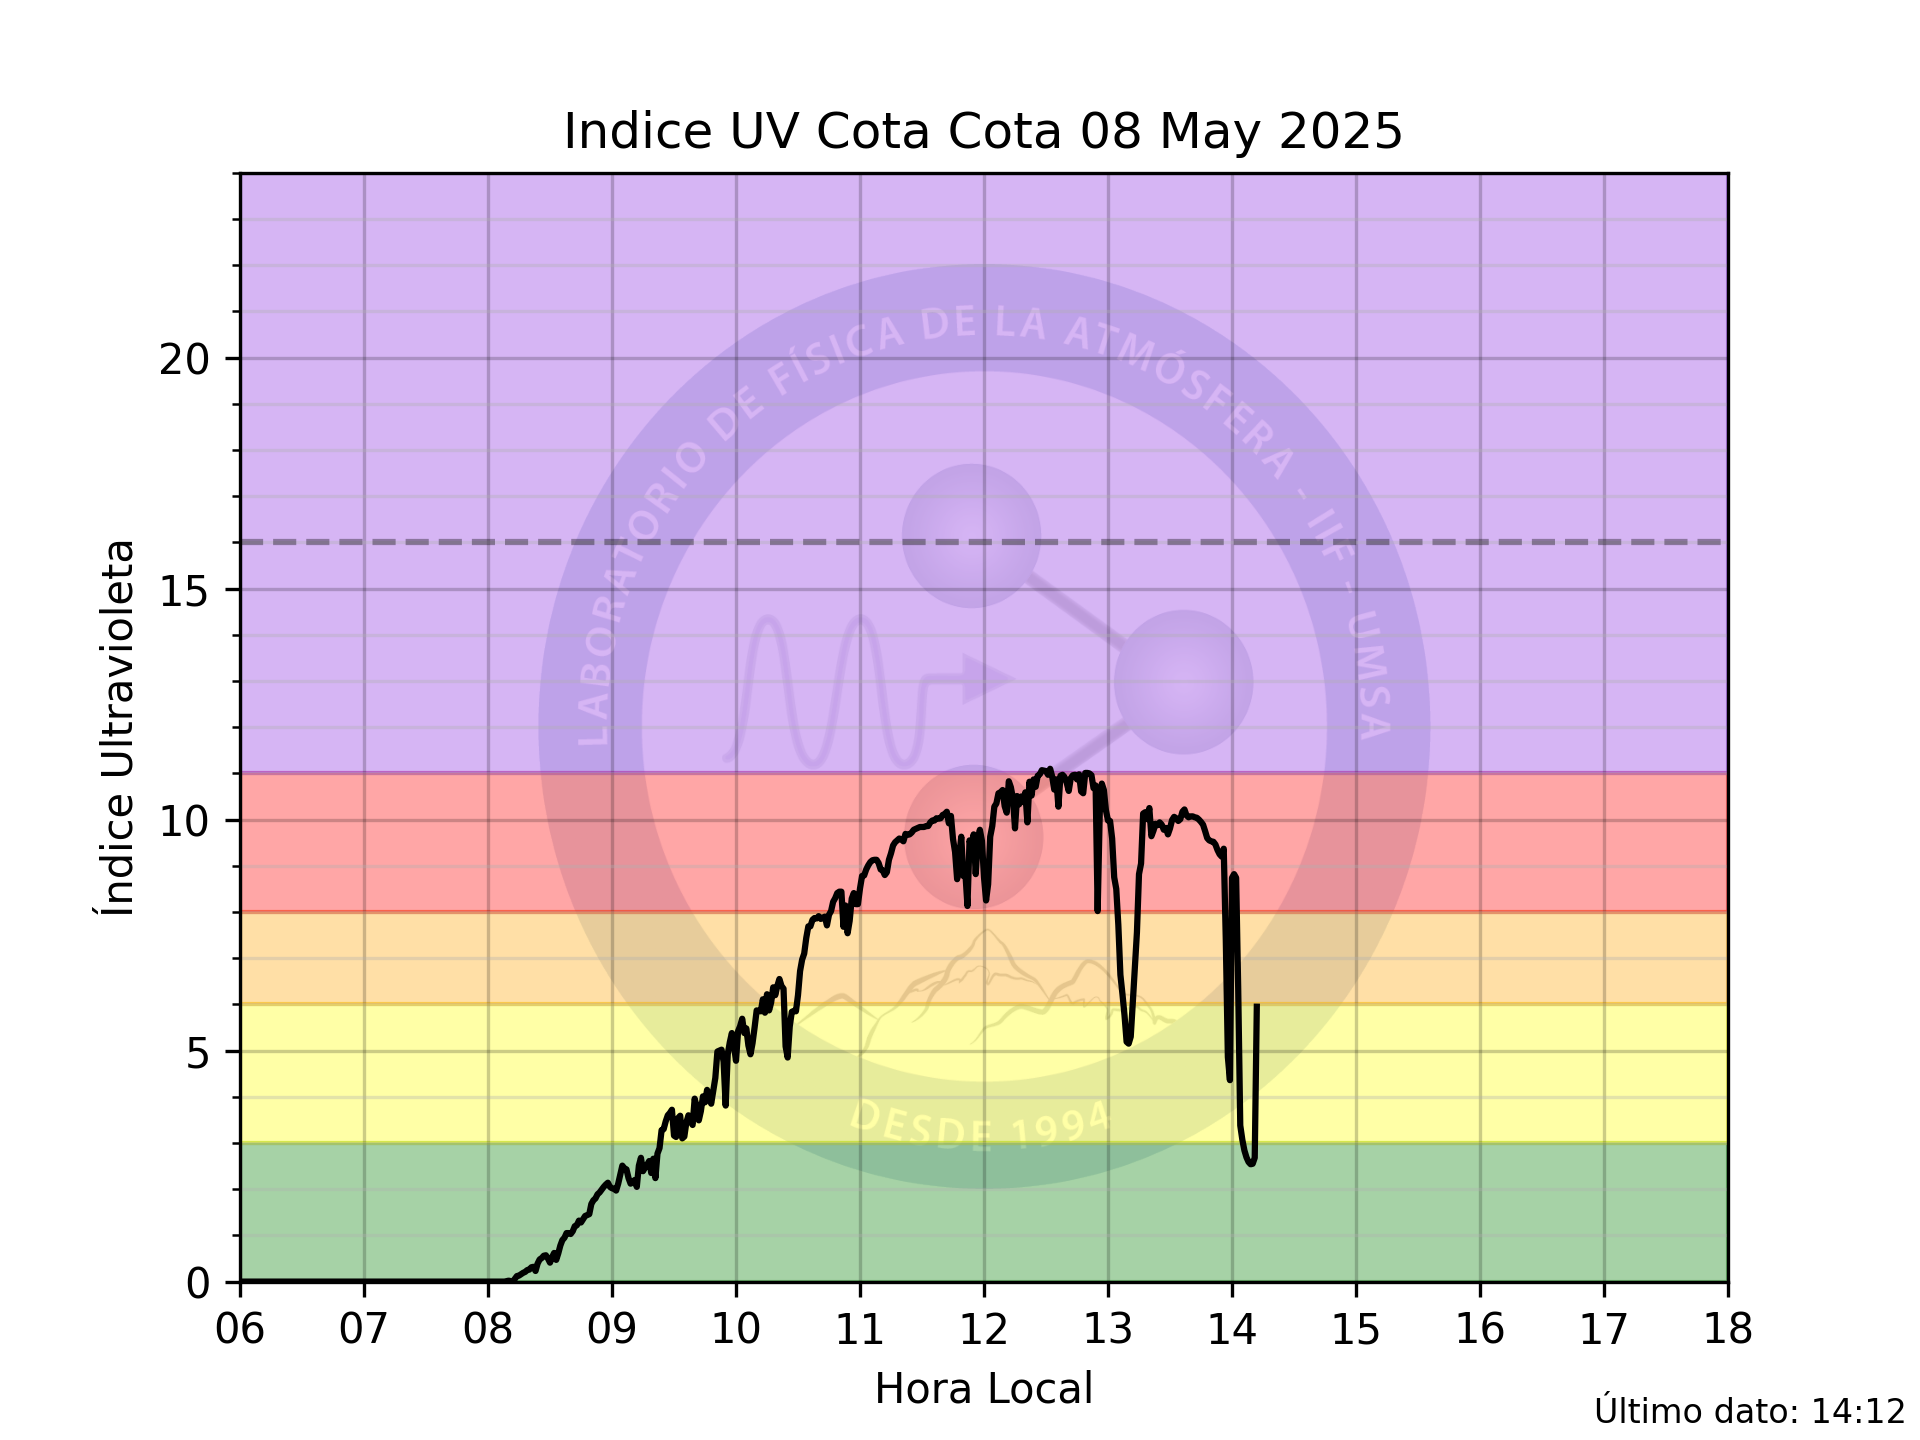 Indice UV Cota Cota 08 May 2025
Índice Ultravioleta
20
15
10
5
0
LABORATORIO DE FÍSICA DE LA ATMÓSFERA - IIF - UMSA
DESDE 1994
06 07 08 09 10 11 12 13 14 15 16 17 18
Hora Local
Último dato: 14:12